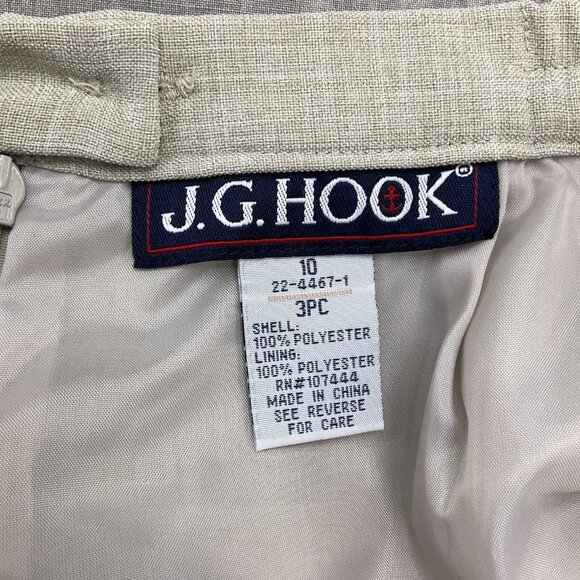 J.G.HOOK®
10
22-4467-1
3PC
SHELL:
100% POLYESTER
LINING:
100% POLYESTER
RN#107444
MADE IN CHINA
SEE REVERSE
FOR CARE